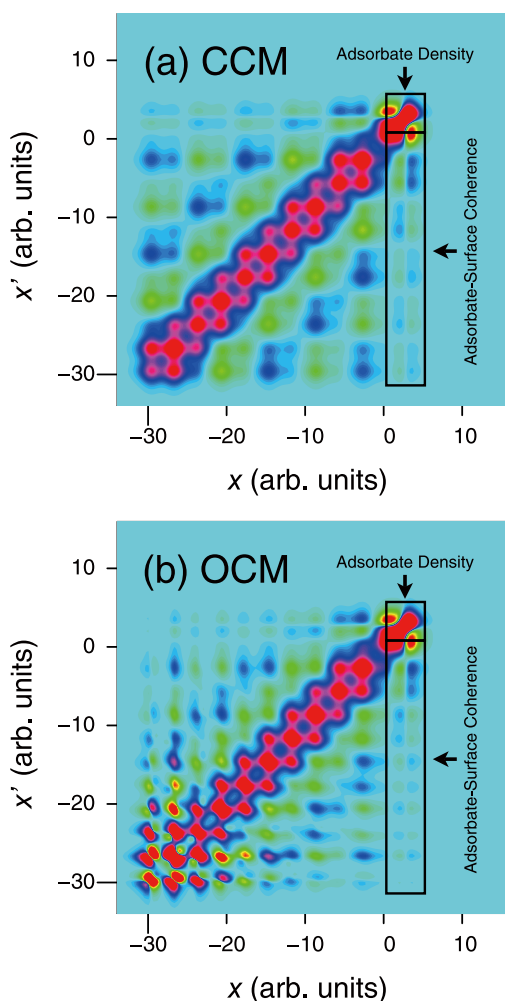 (a) CCM
Adsorbate Density
10
0
−10
−20
−30
x' (arb. units)
Adsorbate-Surface Coherence
−30
−20
−10
0
10
x (arb. units)
(b) OCM
Adsorbate Density
10
0
−10
−20
−30
x' (arb. units)
Adsorbate-Surface Coherence
−30
−20
−10
0
10
x (arb. units)